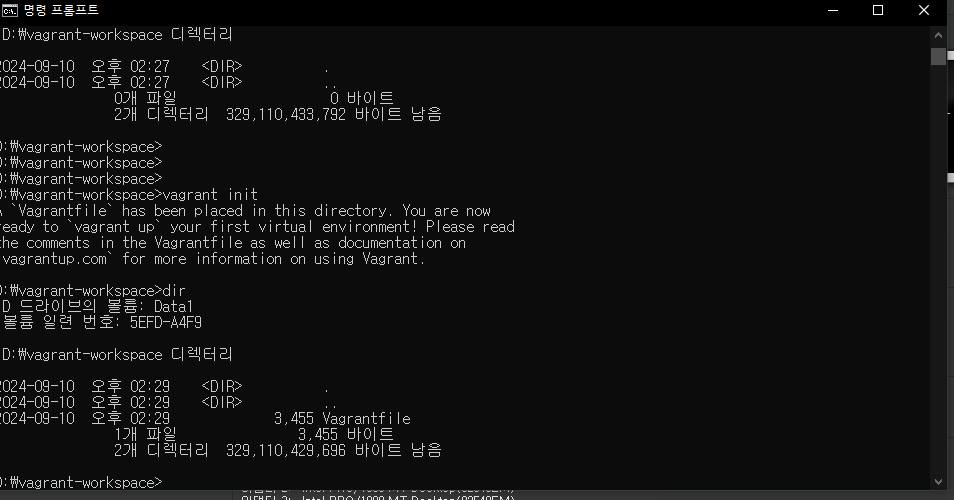 명령 프롬프트
D:₩vagrant-workspace 디렉터리
2024-09-10 오후 02:27 <DIR> .
2024-09-10 오후 02:27 <DIR> ..
0개 파일 0 바이트
2개 디렉터리 329,110,433,792 바이트 남음
D:₩vagrant-workspace>
D:₩vagrant-workspace>
D:₩vagrant-workspace>
D:₩vagrant-workspace>vagrant init
A `Vagrantfile` has been placed in this directory. You are now
ready to `vagrant up` your first virtual environment! Please read
the comments in the Vagrantfile as well as documentation on
`vagrantup.com` for more information on using Vagrant.
D:₩vagrant-workspace>dir
D 드라이브의 볼륨: Data1
볼륨 일련 번호: 5EFD-A4F9
D:₩vagrant-workspace 디렉터리
2024-09-10 오후 02:29 <DIR> .
2024-09-10 오후 02:29 <DIR> ..
2024-09-10 오후 02:29 3,455 Vagrantfile
1개 파일 3,455 바이트
2개 디렉터리 329,110,429,696 바이트 남음
D:₩vagrant-workspace>